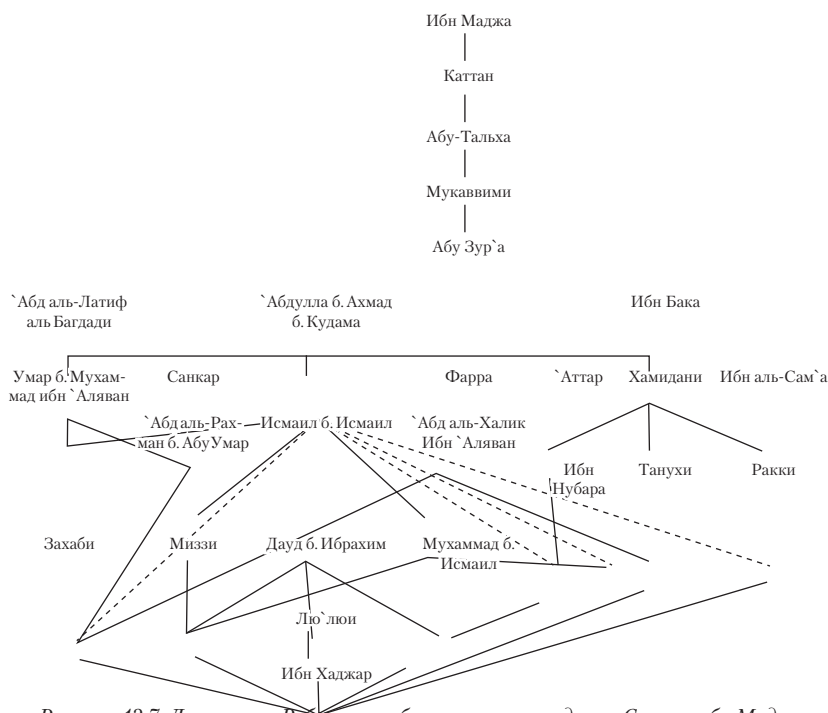 Ибн Маджа
Каттан
Абу-Тальха
Мукаввими
Абу Зур`а
`Абд аль-Латиф
аль Багдади
`Абдулла б. Ахмад
б. Кудама
Ибн Бака
Умар б. Мухам-
мад ибн `Аляван
Санкар
Фарра
`Аттар
Хамидани
Ибн аль-Сам`а
`Абд аль-Рах-
ман б. Абу Умар
Исмаил б. Исмаил
`Абд аль-Халик
Ибн `Аляван
Ибн
Нубара
Танухи
Ракки
Захаби
Миззи
Дауд б. Ибрахим
Мухаммад б.
Исмаил
Лю`люи
Ибн Хаджар